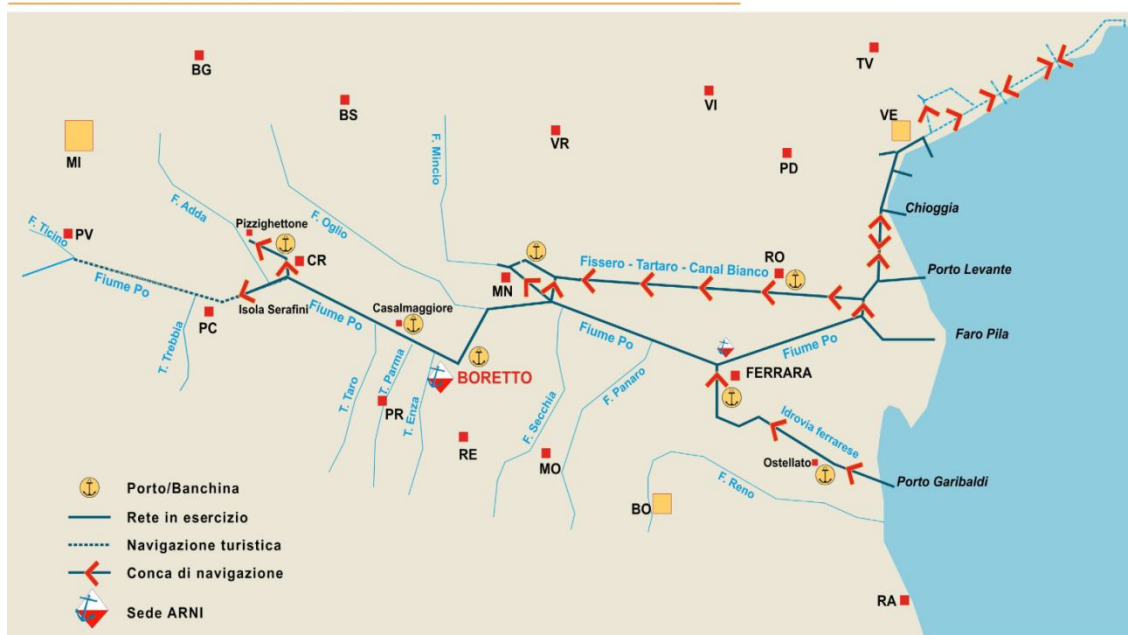 TV
BG
VI
BS
VE
VR
MI
F. Mincio
PD
F. Adda
F. Oglio
Chioggia
Pizzighettone
F. Ticino
PV
CR
RO
Fissero - Tartaro - Canal Bianco
Porto Levante
Fiume Po
MN
Isola Serafini
PC
Casalmaggiore
Fiume Po
Fiume Po
Faro Pila
T. Trebbia
Fiume Po
BORETTO
FERRARA
T. Taro
T. Parma
T. Enza
F. Secchia
F. Panaro
PR
Idrovia ferrarese
RE
MO
Ostellato
Porto Garibaldi
F. Reno
BO
Porto/Banchina
Rete in esercizio
Navigazione turistica
Conca di navigazione
Sede ARNI
RA